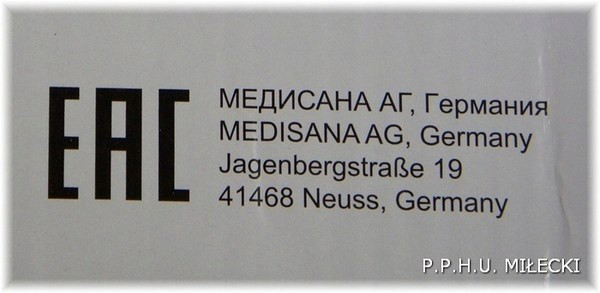 EAC
МЕДИСАНА АГ, Германия
MEDISANA AG, Germany
Jagenbergstraße 19
41468 Neuss, Germany
P.P.H.U. MIŁECKI